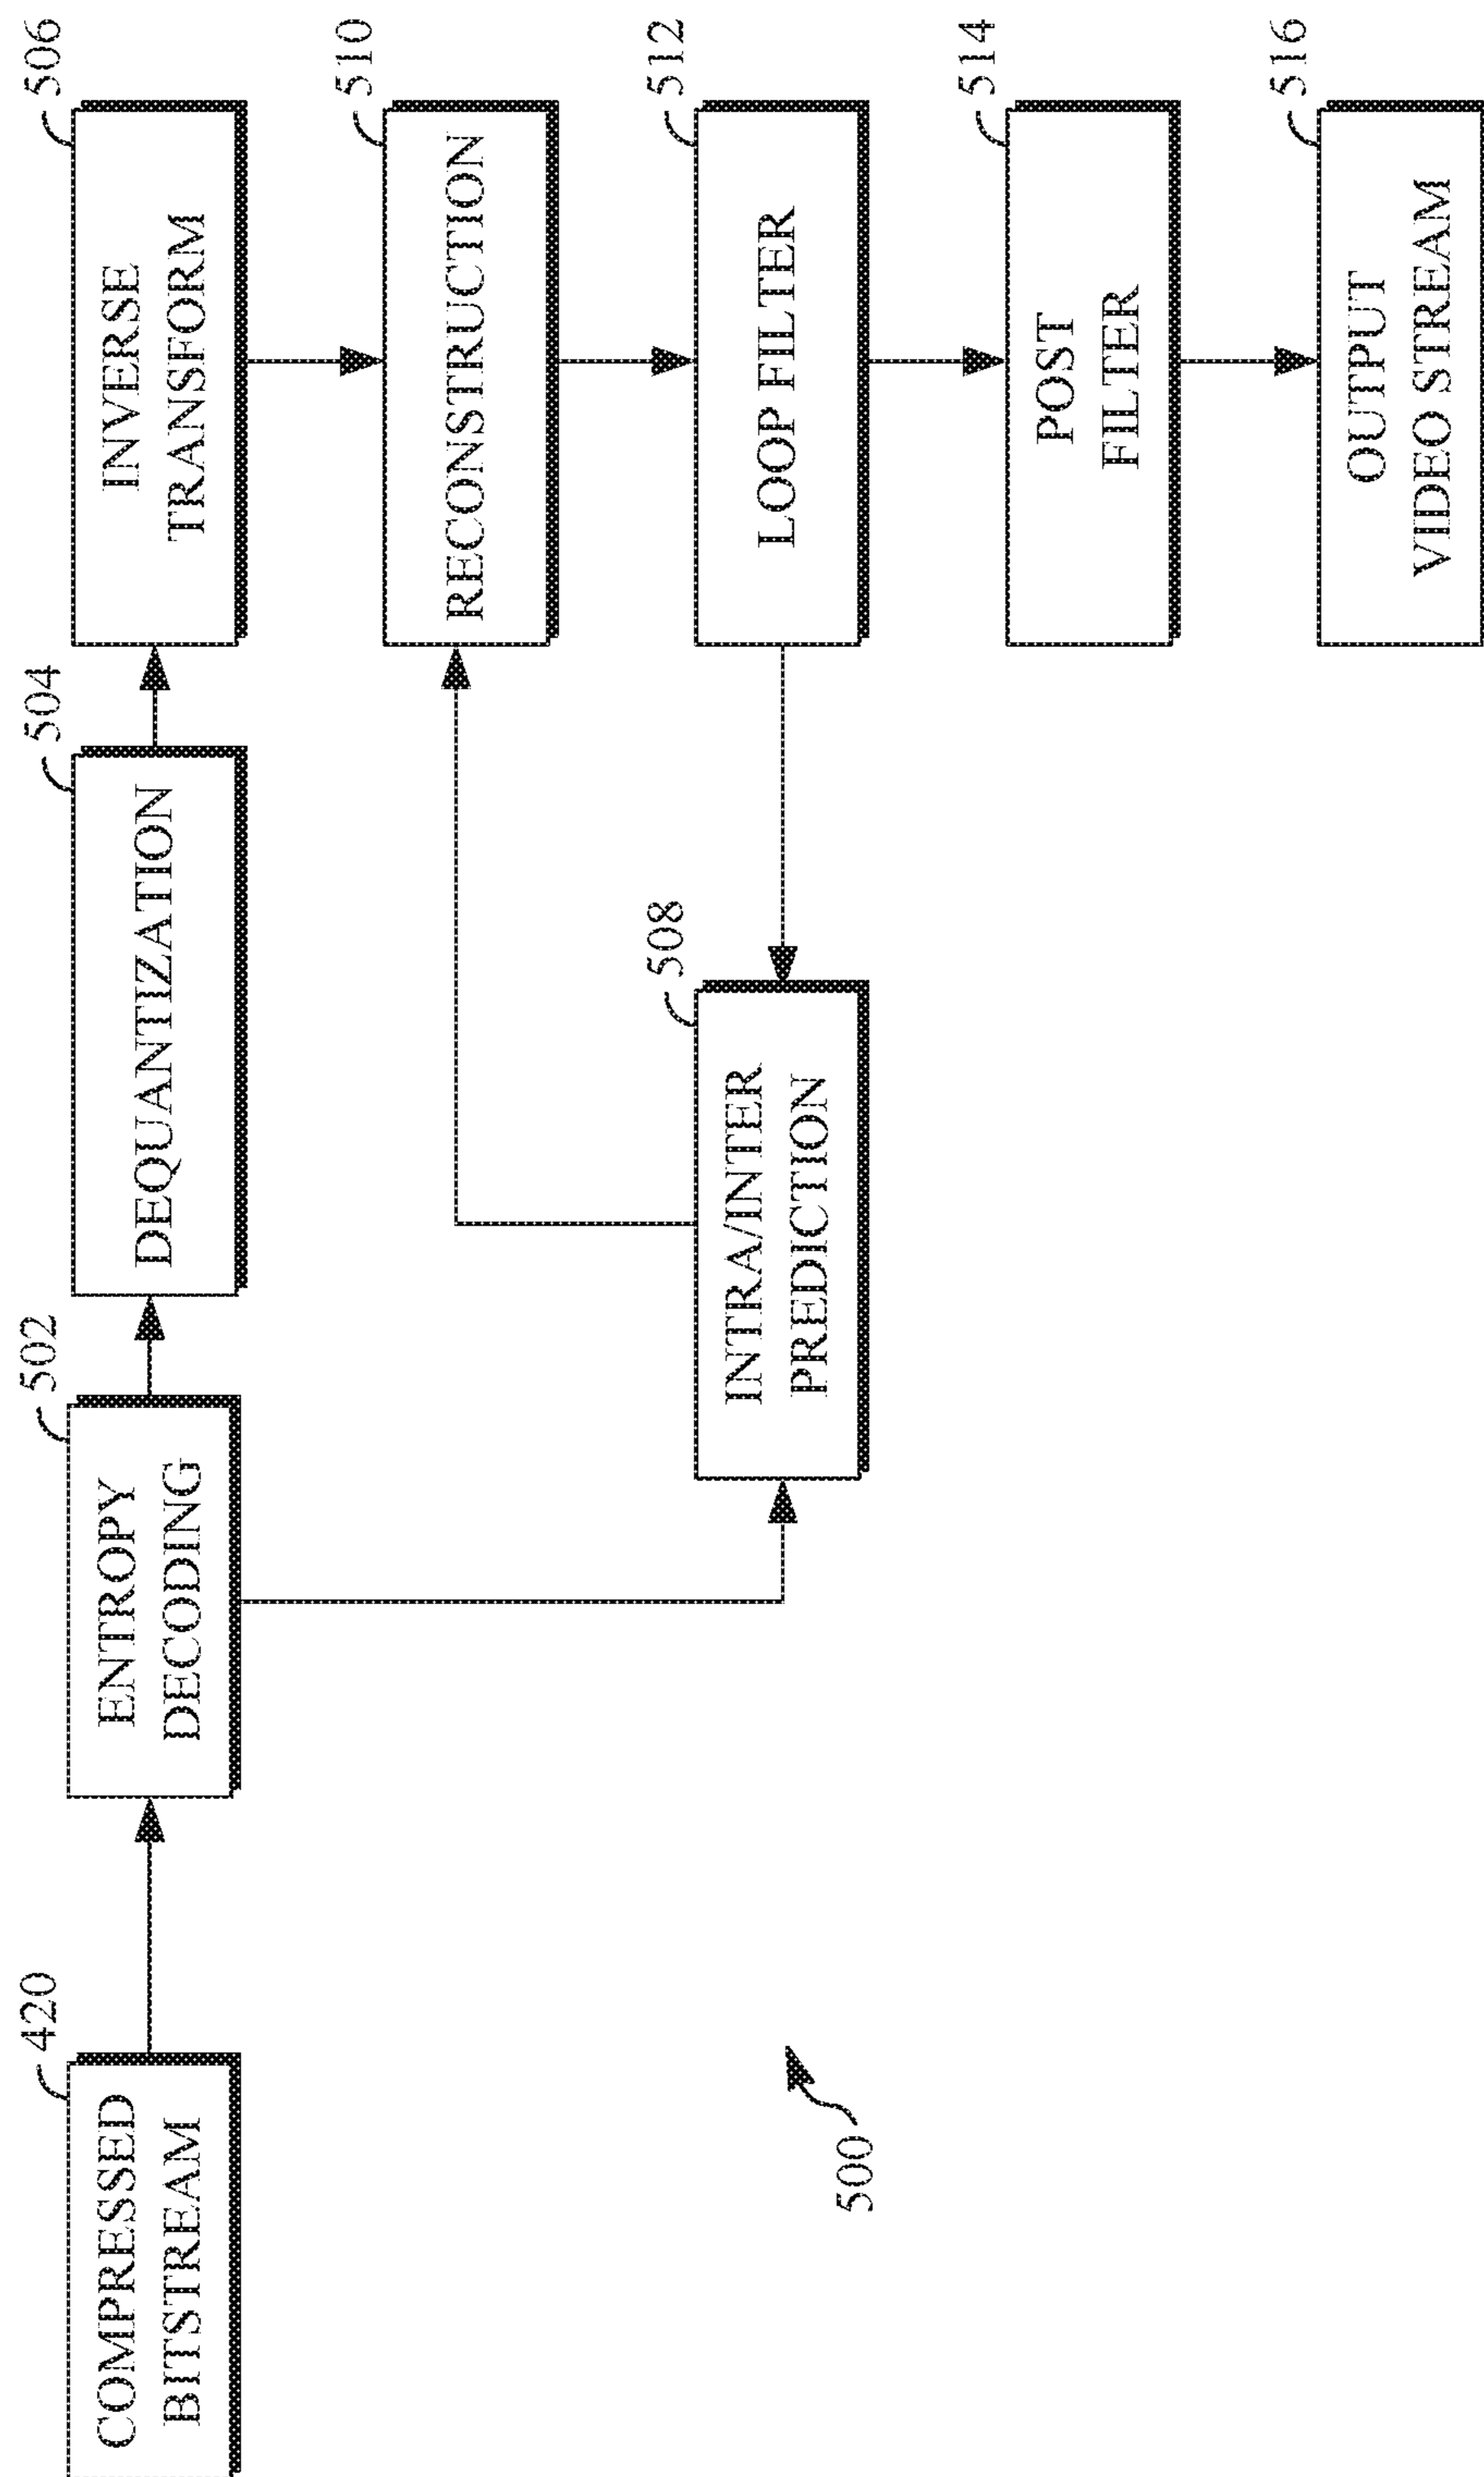 420
COMPRESSED
BITSTREAM
502
ENTROPY
DECODING
504
DEQUANTIZATION
506
INVERSE
TRANSFORM
510
RECONSTRUCTION
508
INTRA/INTER
PREDICTION
512
LOOP FILTER
514
POST
FILTER
516
OUTPUT
VIDEO STREAM
500